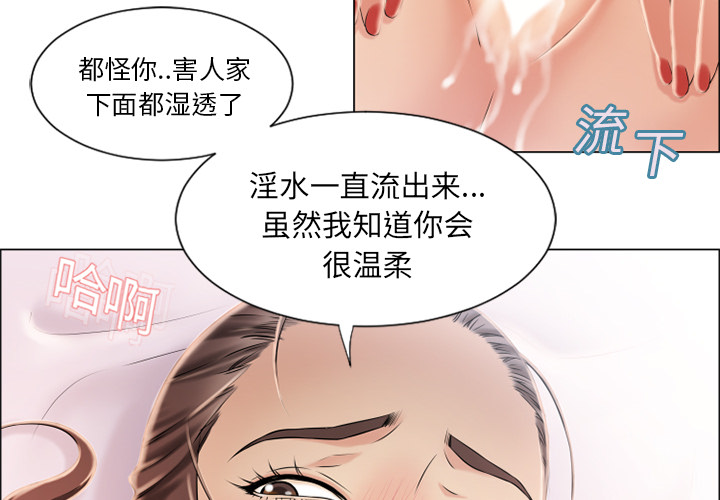 都怪你..害人家
下面都湿透了
流下
淫水一直流出来...
虽然我知道你会
很温柔
哈啊